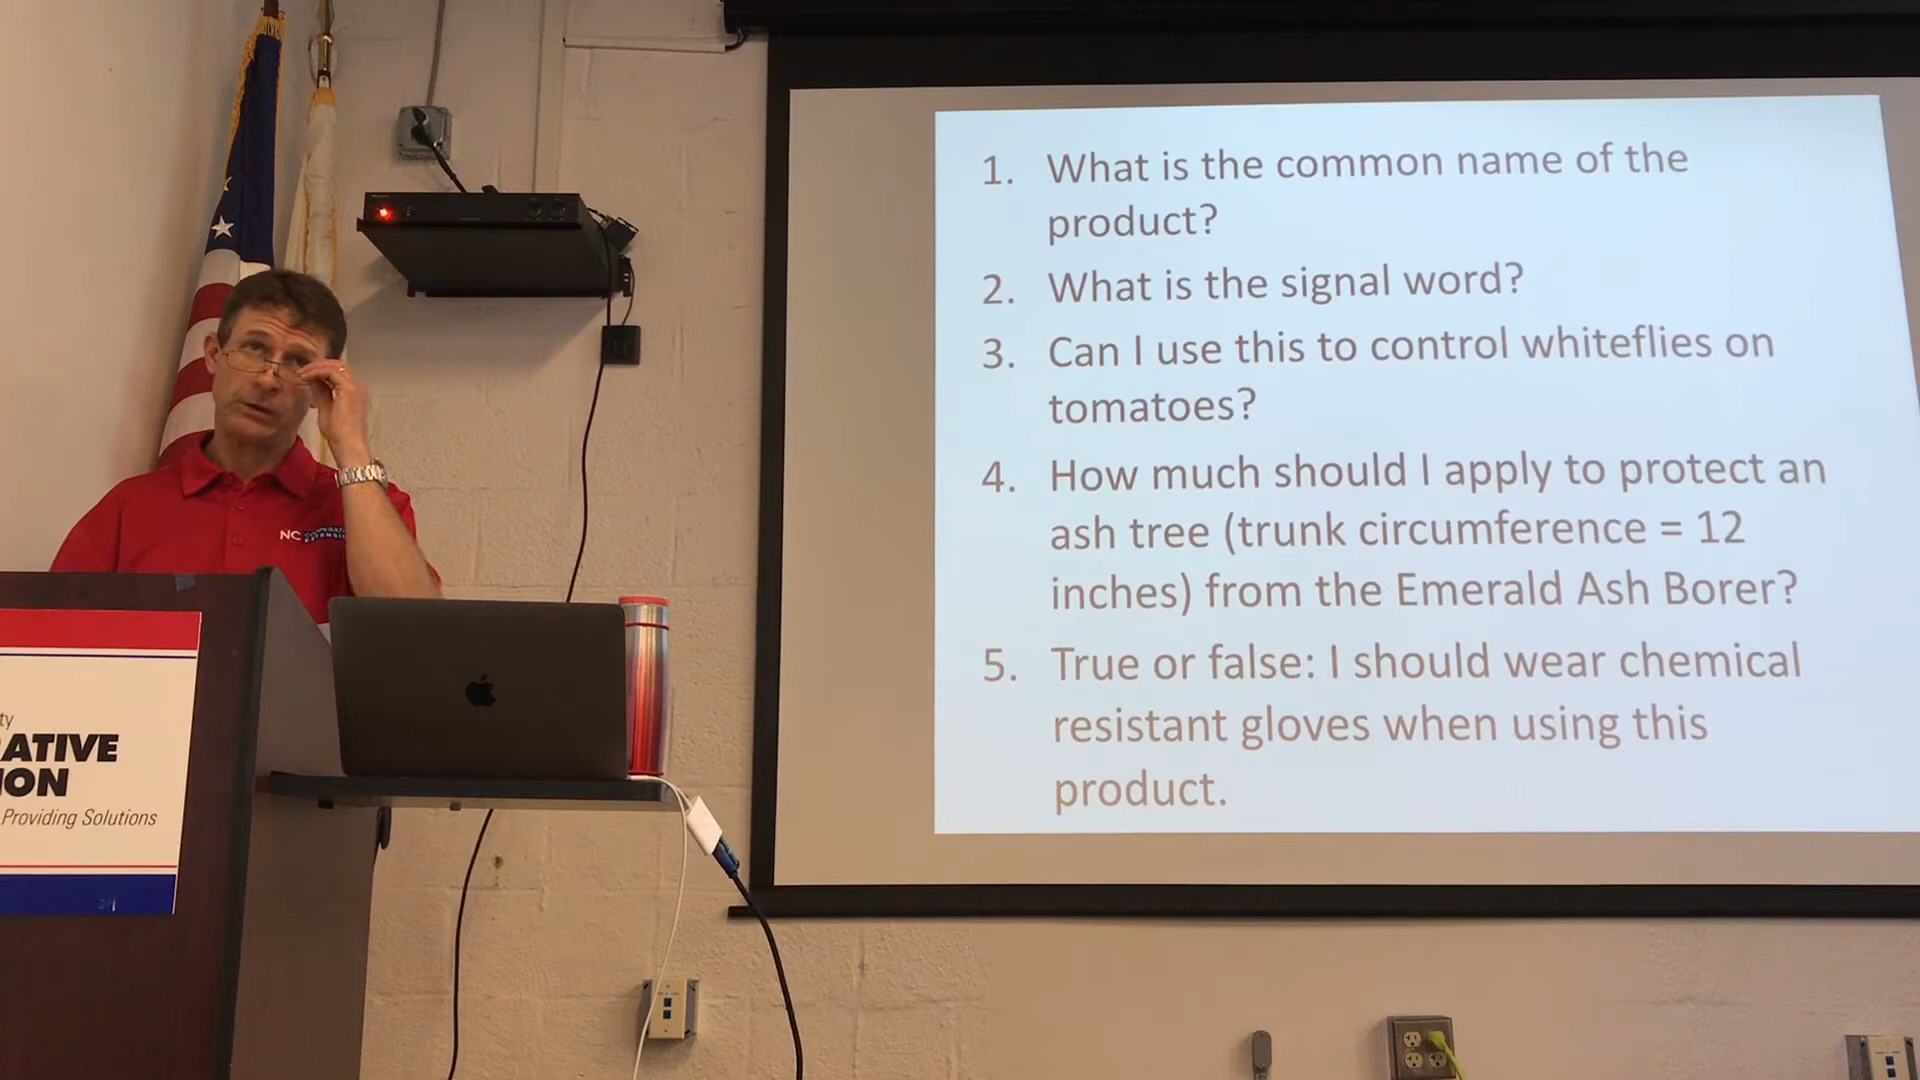 1. What is the common name of the
product?
2. What is the signal word?
3. Can I use this to control whiteflies on
tomatoes?
4. How much should I apply to protect an
ash tree (trunk circumference = 12
inches) from the Emerald Ash Borer?
5. True or false: I should wear chemical
resistant gloves when using this
product.
NC
ty
ATIVE
ION
Providing Solutions